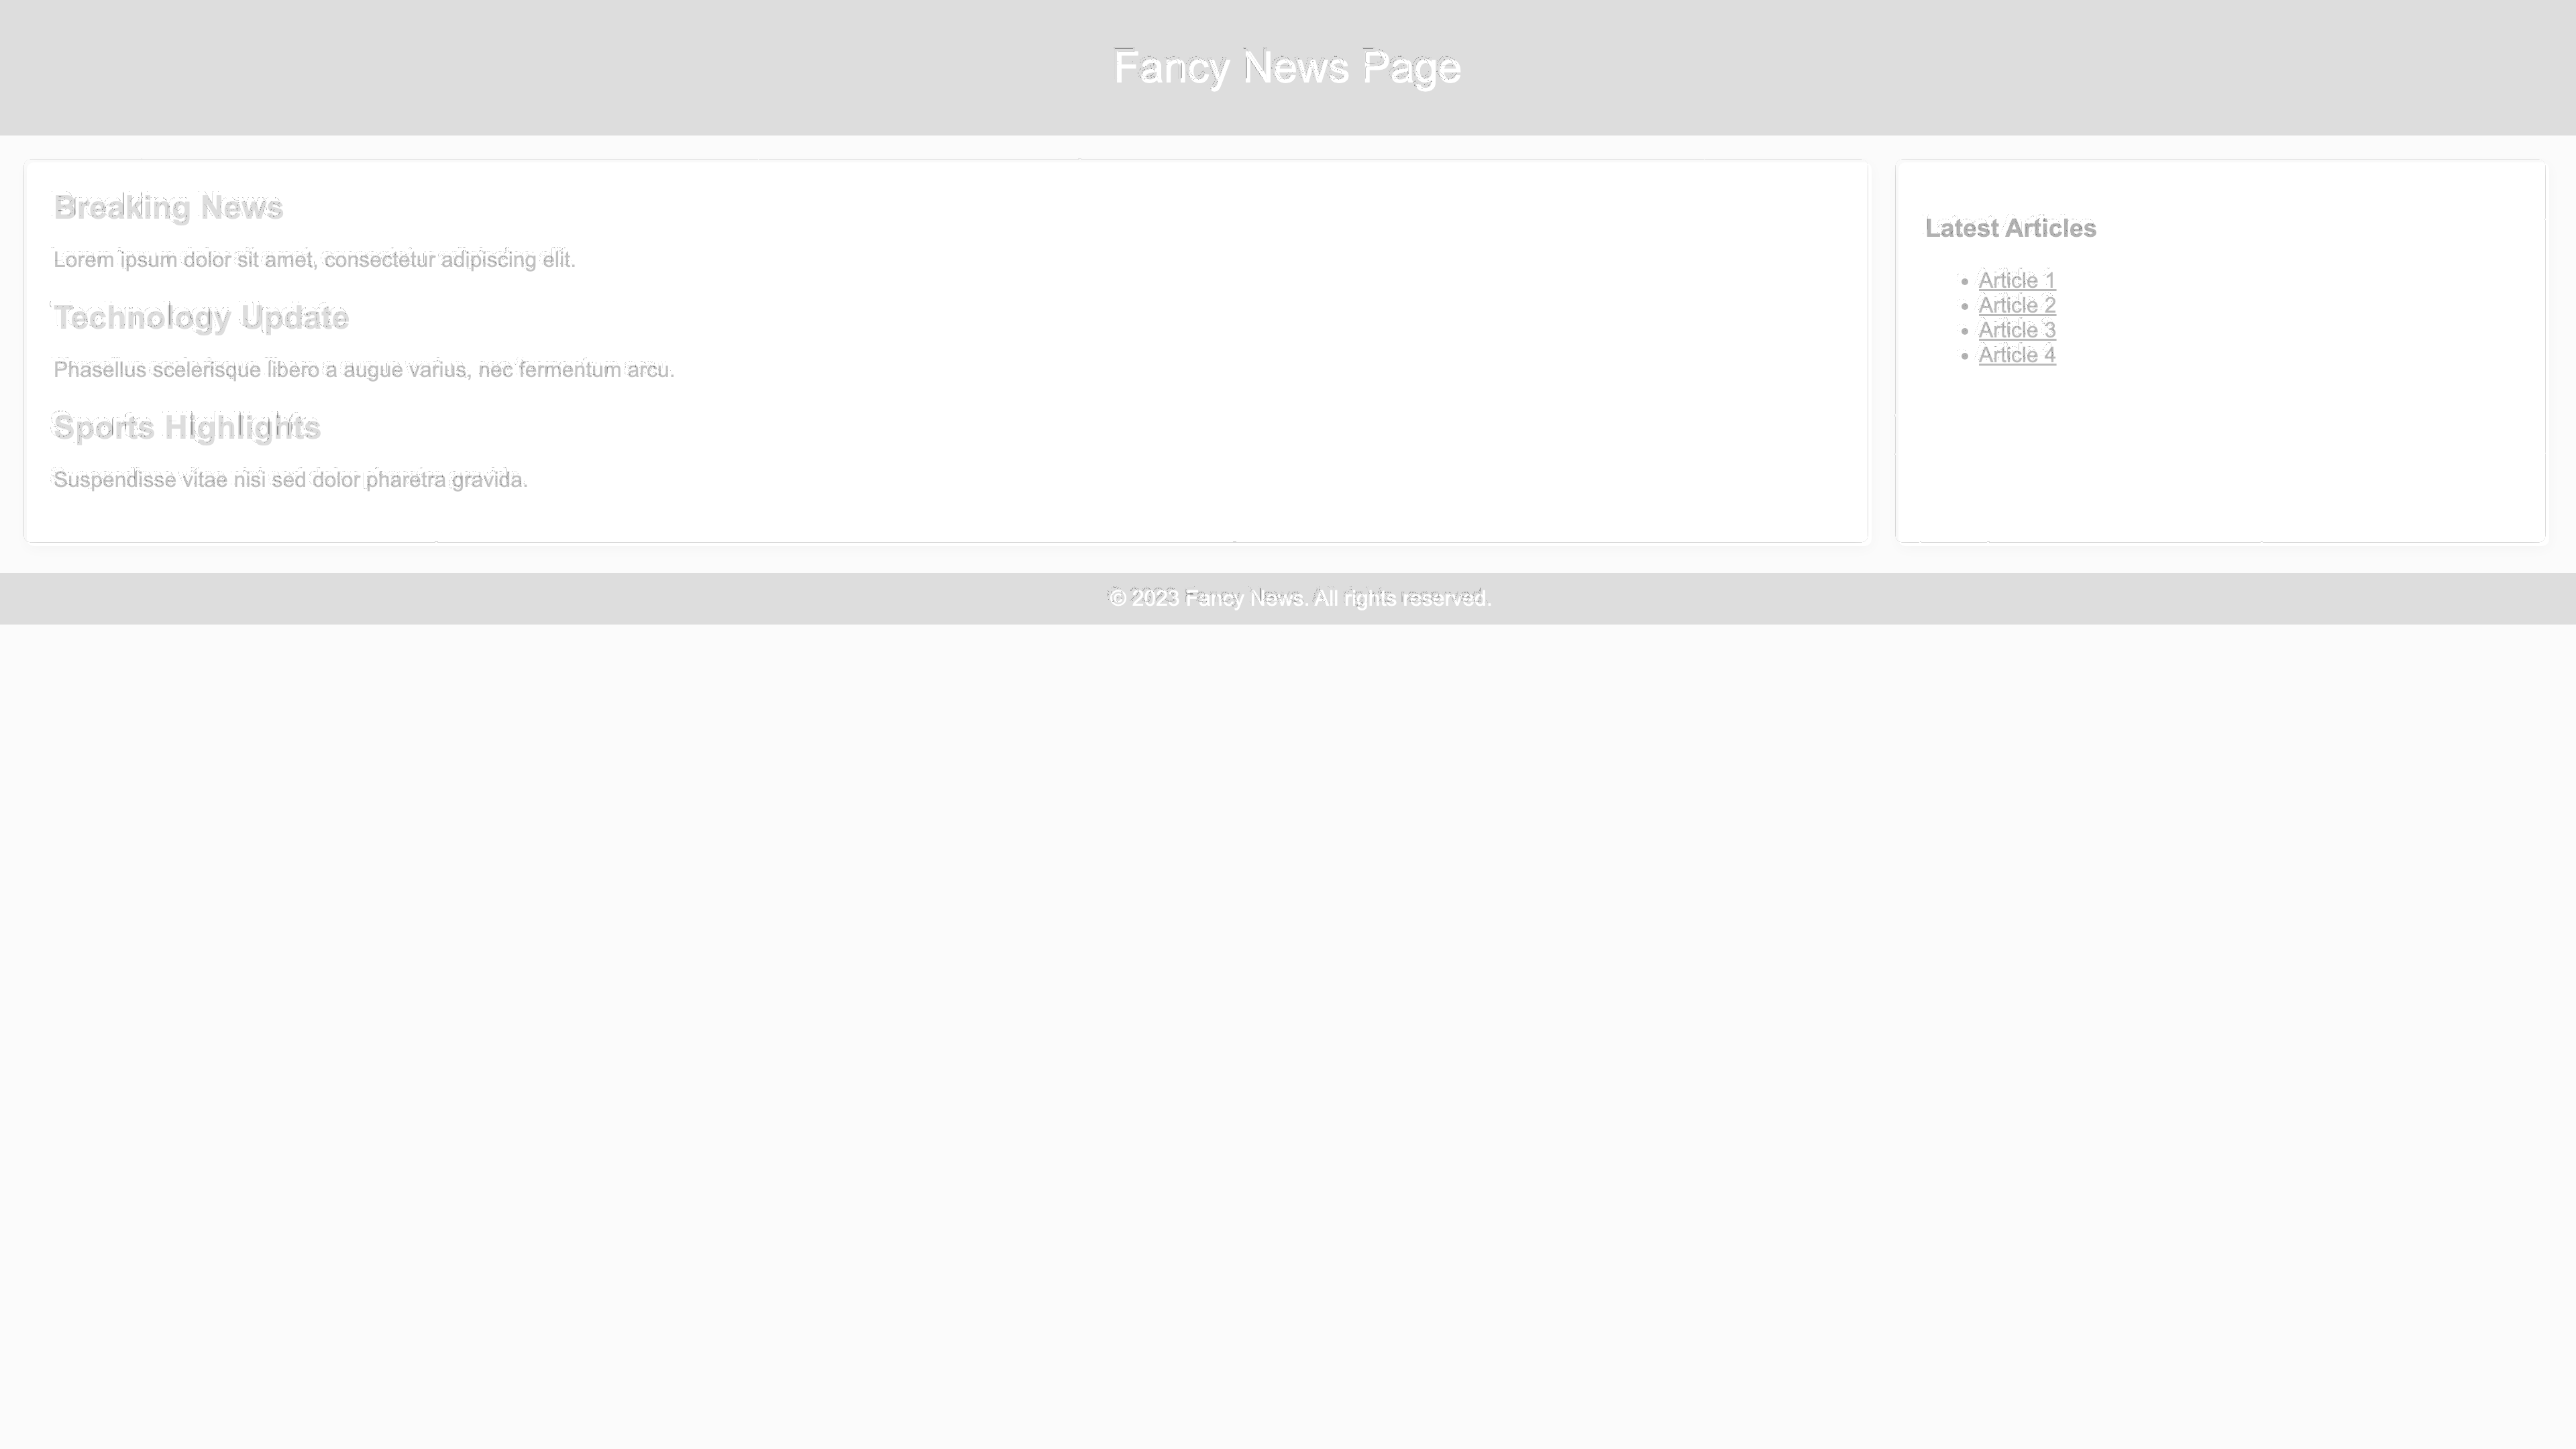 Fancy News Page
Breaking News
Lorem ipsum dolor sit amet, consectetur adipiscing elit.
Technology Update
Phasellus scelerisque libero a augue varius, nec fermentum arcu.
Sports Highlights
Suspendisse vitae nisi sed dolor pharetra gravida.
Latest Articles
Article 1
Article 2
Article 3
Article 4
© 2023 Fancy News. All rights reserved.